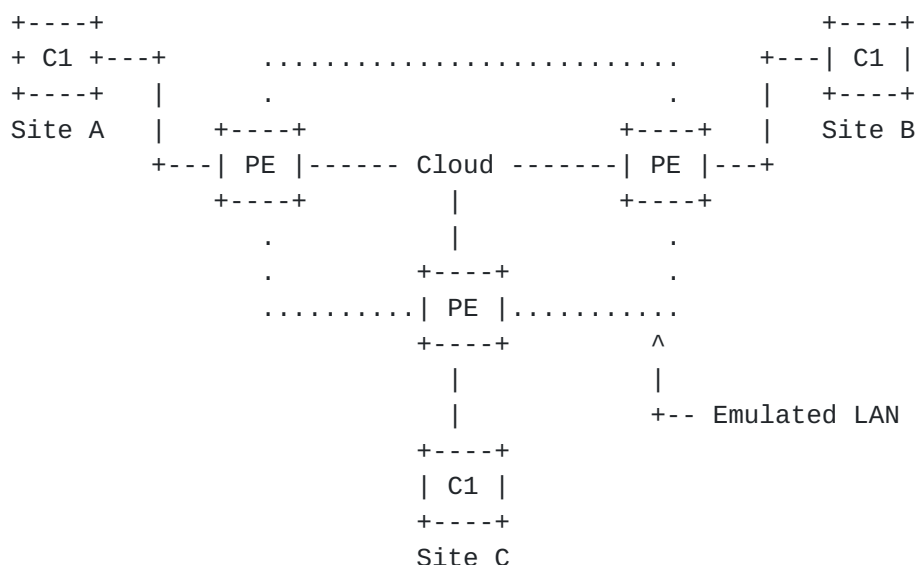 +----+                                              +----+
+ C1 +---+      ...........................     +---| C1 |
+----+   |      .                         .     |   +----+
Site A   |   +----+                    +----+   |   Site B
         +---| PE |------ Cloud -------| PE |---+
             +----+         |          +----+
                .           |             .
                .         +----+          .
                ..........| PE |...........
                          +----+         ^
                            |            |
                            |            +-- Emulated LAN
                          +----+
                          | C1 |
                          +----+
                          Site C